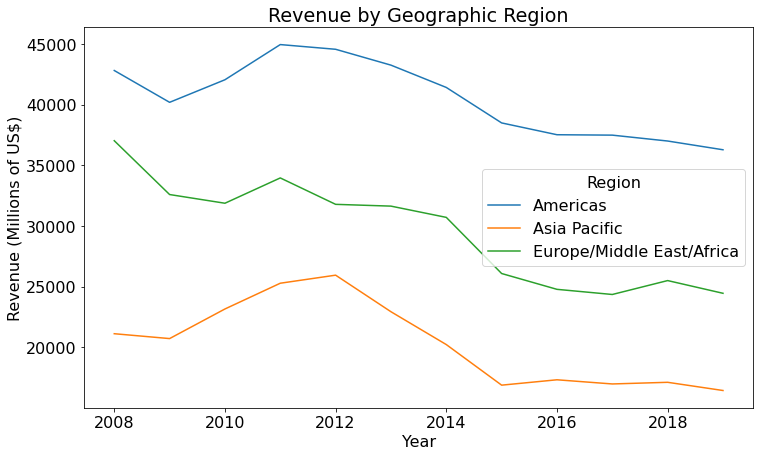 Revenue by Geographic Region
Revenue (Millions of US$)
45000
40000
35000
30000
25000
20000
Region
Americas
Asia Pacific
Europe/Middle East/Africa
2008
2010
2012
2014
2016
2018
Year